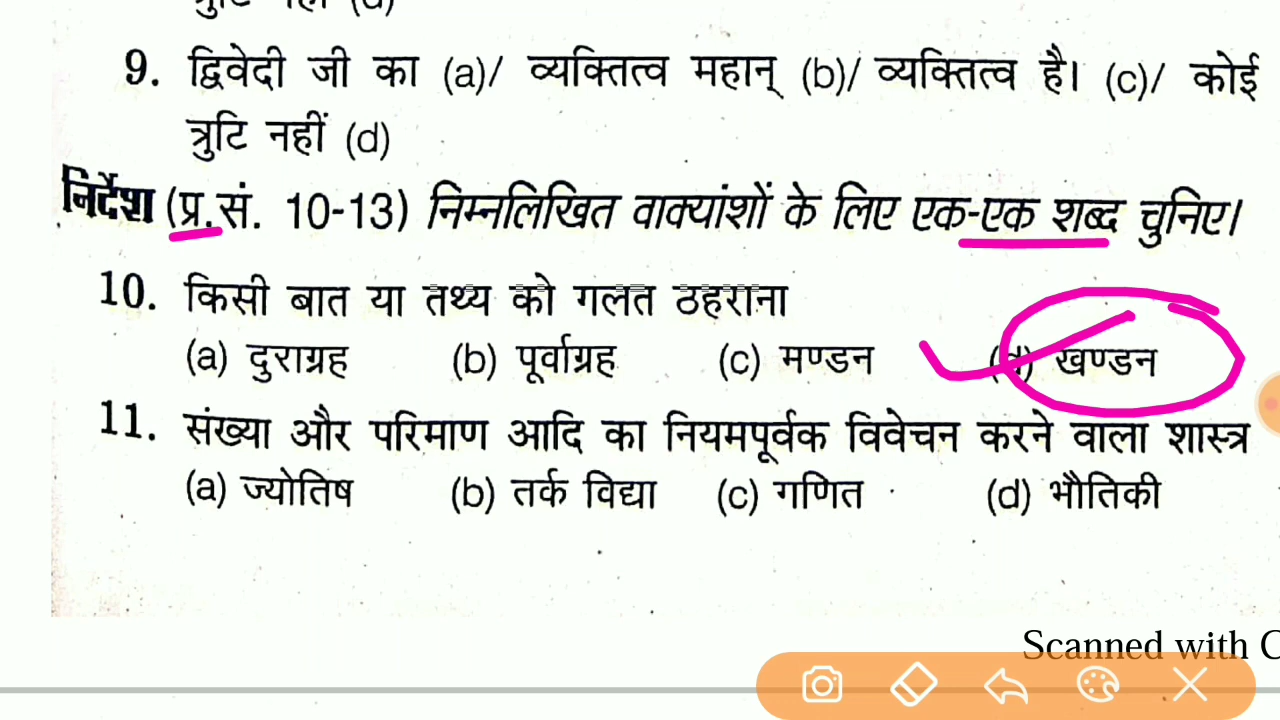 त्रुटि नहीं (d)
9. द्विवेदी जी का (a)/ व्यक्तित्व महान् (b)/ व्यक्तित्व है। (c)/ कोई
त्रुटि नहीं (d)
निर्देश (प्र.सं. 10-13) निम्नलिखित वाक्यांशों के लिए एक-एक शब्द चुनिए।
10. किसी बात या तथ्य को गलत ठहराना
(a) दुराग्रह (b) पूर्वाग्रह (c) मण्डन (d) खण्डन
11. संख्या और परिमाण आदि का नियमपूर्वक विवेचन करने वाला शास्त्र
(a) ज्योतिष (b) तर्क विद्या (c) गणित (d) भौतिकी
Scanned with C